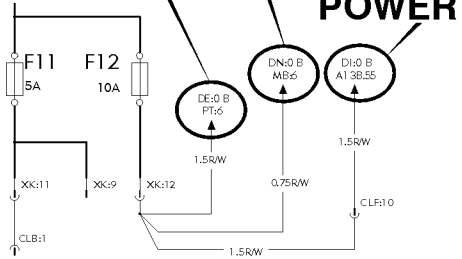 POWER
F11
F12
5A
10A
DE:0 B
PT:6
DN:0 B
MB:6
DI:0 B
A13B.55
1.5R/W
1.5R/W
0.75R/W
XK:11
XK:9
XK:12
CLF:10
CLB:1
1.5R/W